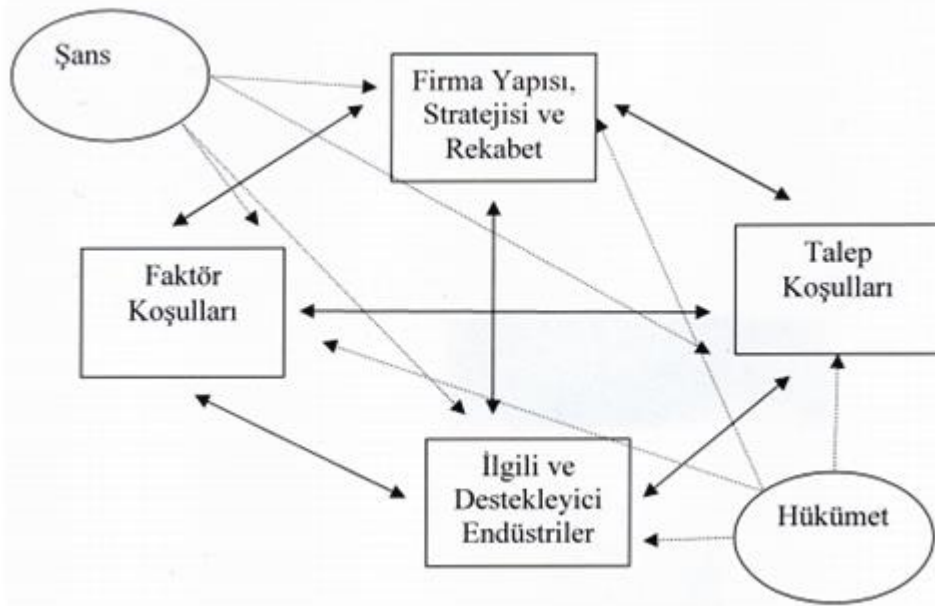 Şans
Firma Yapısı,
Stratejisi ve
Rekabet
Talep
Koşulları
Faktör
Koşulları
İlgili ve
Destekleyici
Endüstriler
Hükümet